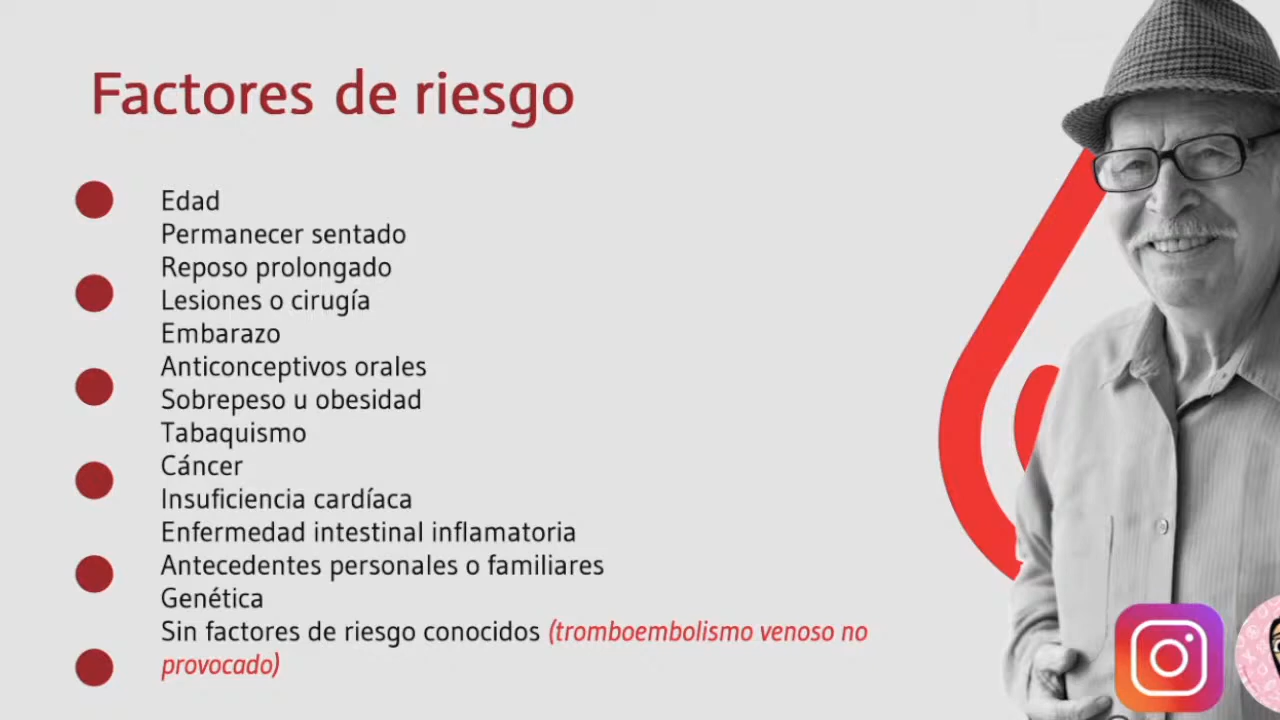 Factores de riesgo
Edad
Permanecer sentado
Reposo prolongado
Lesiones o cirugía
Embarazo
Anticonceptivos orales
Sobrepeso u obesidad
Tabaquismo
Cáncer
Insuficiencia cardíaca
Enfermedad intestinal inflamatoria
Antecedentes personales o familiares
Genética
Sin factores de riesgo conocidos (tromboembolismo venoso no
provocado)